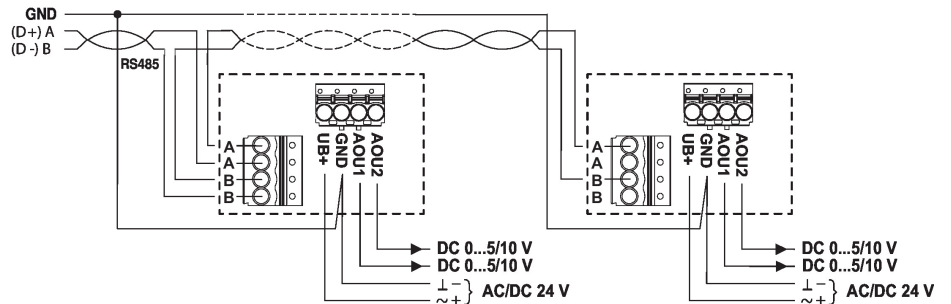 GND
(D+) A
(D -) B
RS485
UB+
GND
AOU1
AOU2
A
A
B
B
DC 0...5/10 V
DC 0...5/10 V
⊥ −
~ + } AC/DC 24 V
UB+
GND
AOU1
AOU2
A
A
B
B
DC 0...5/10 V
DC 0...5/10 V
⊥ −
~ + } AC/DC 24 V